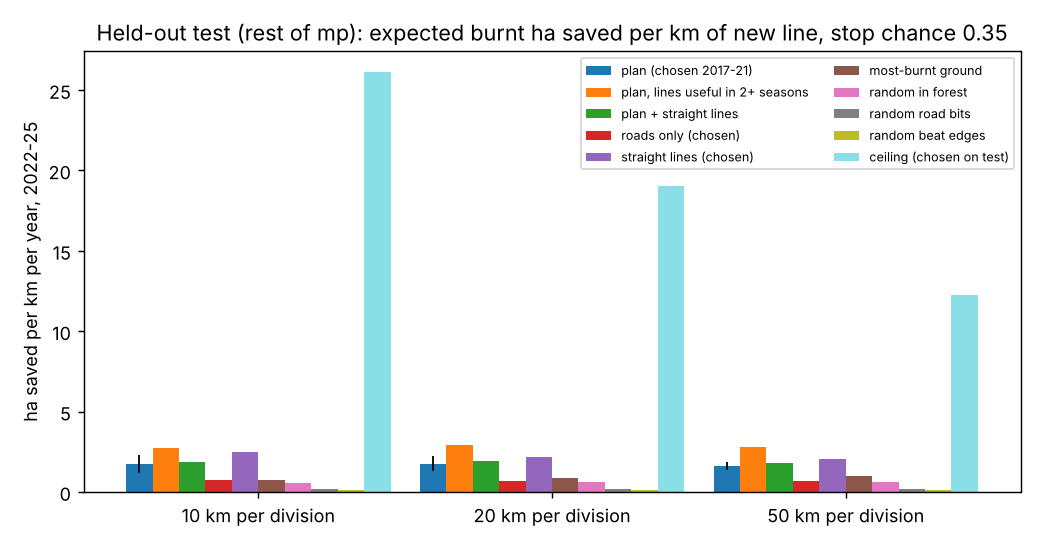 Held-out test (rest of mp): expected burnt ha saved per km of new line, stop chance 0.35
ha saved per km per year, 2022-25
25
20
15
10
5
0
plan (chosen 2017-21)
plan, lines useful in 2+ seasons
plan + straight lines
roads only (chosen)
straight lines (chosen)
most-burnt ground
random in forest
random road bits
random beat edges
ceiling (chosen on test)
10 km per division
20 km per division
50 km per division